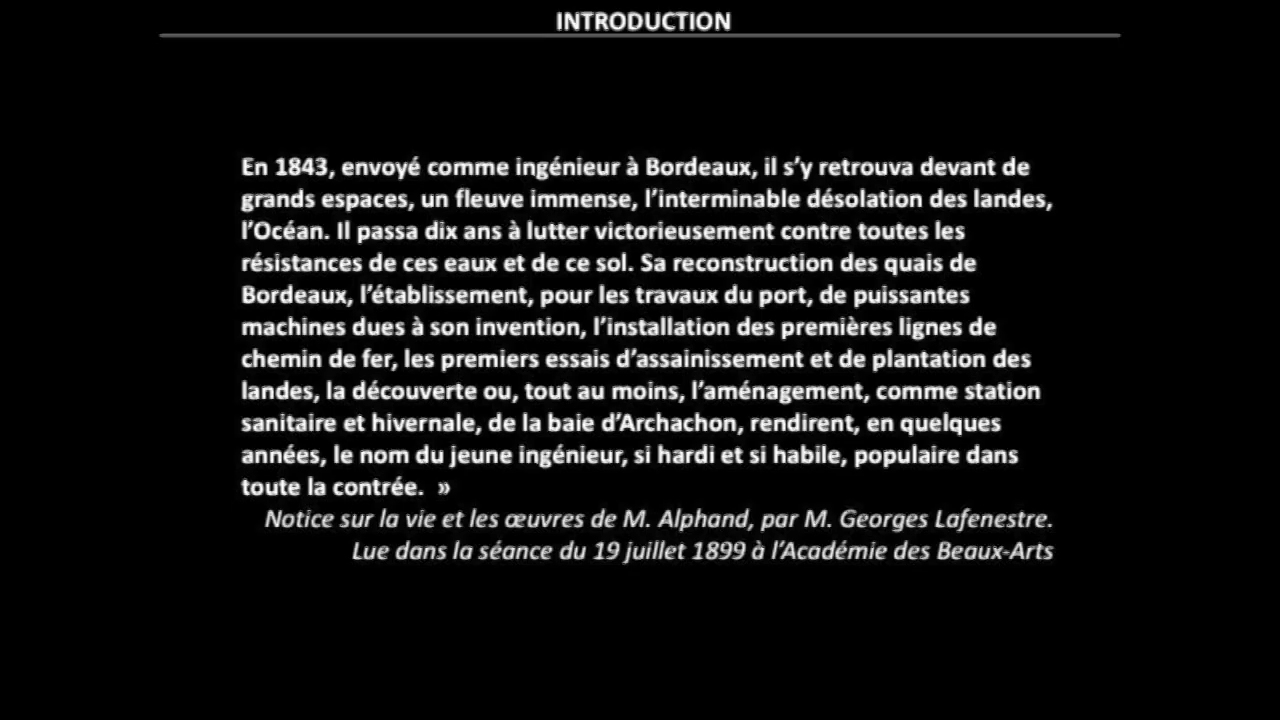 INTRODUCTION
En 1843, envoyé comme ingénieur à Bordeaux, il s’y retrouva devant de
grands espaces, un fleuve immense, l’interminable désolation des landes,
l’Océan. Il passa dix ans à lutter victorieusement contre toutes les
résistances de ces eaux et de ce sol. Sa reconstruction des quais de
Bordeaux, l’établissement, pour les travaux du port, de puissantes
machines dues à son invention, l’installation des premières lignes de
chemin de fer, les premiers essais d’assainissement et de plantation des
landes, la découverte ou, tout au moins, l’aménagement, comme station
sanitaire et hivernale, de la baie d’Archachon, rendirent, en quelques
années, le nom du jeune ingénieur, si hardi et si habile, populaire dans
toute la contrée. »
Notice sur la vie et les œuvres de M. Alphand, par M. Georges Lafenestre.
Lue dans la séance du 19 juillet 1899 à l’Académie des Beaux-Arts